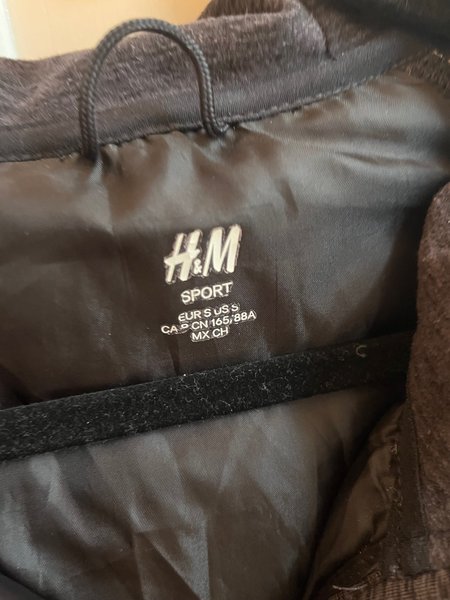 H&M
SPORT
EUR S US S
CA P CN 165/88A
MX CH